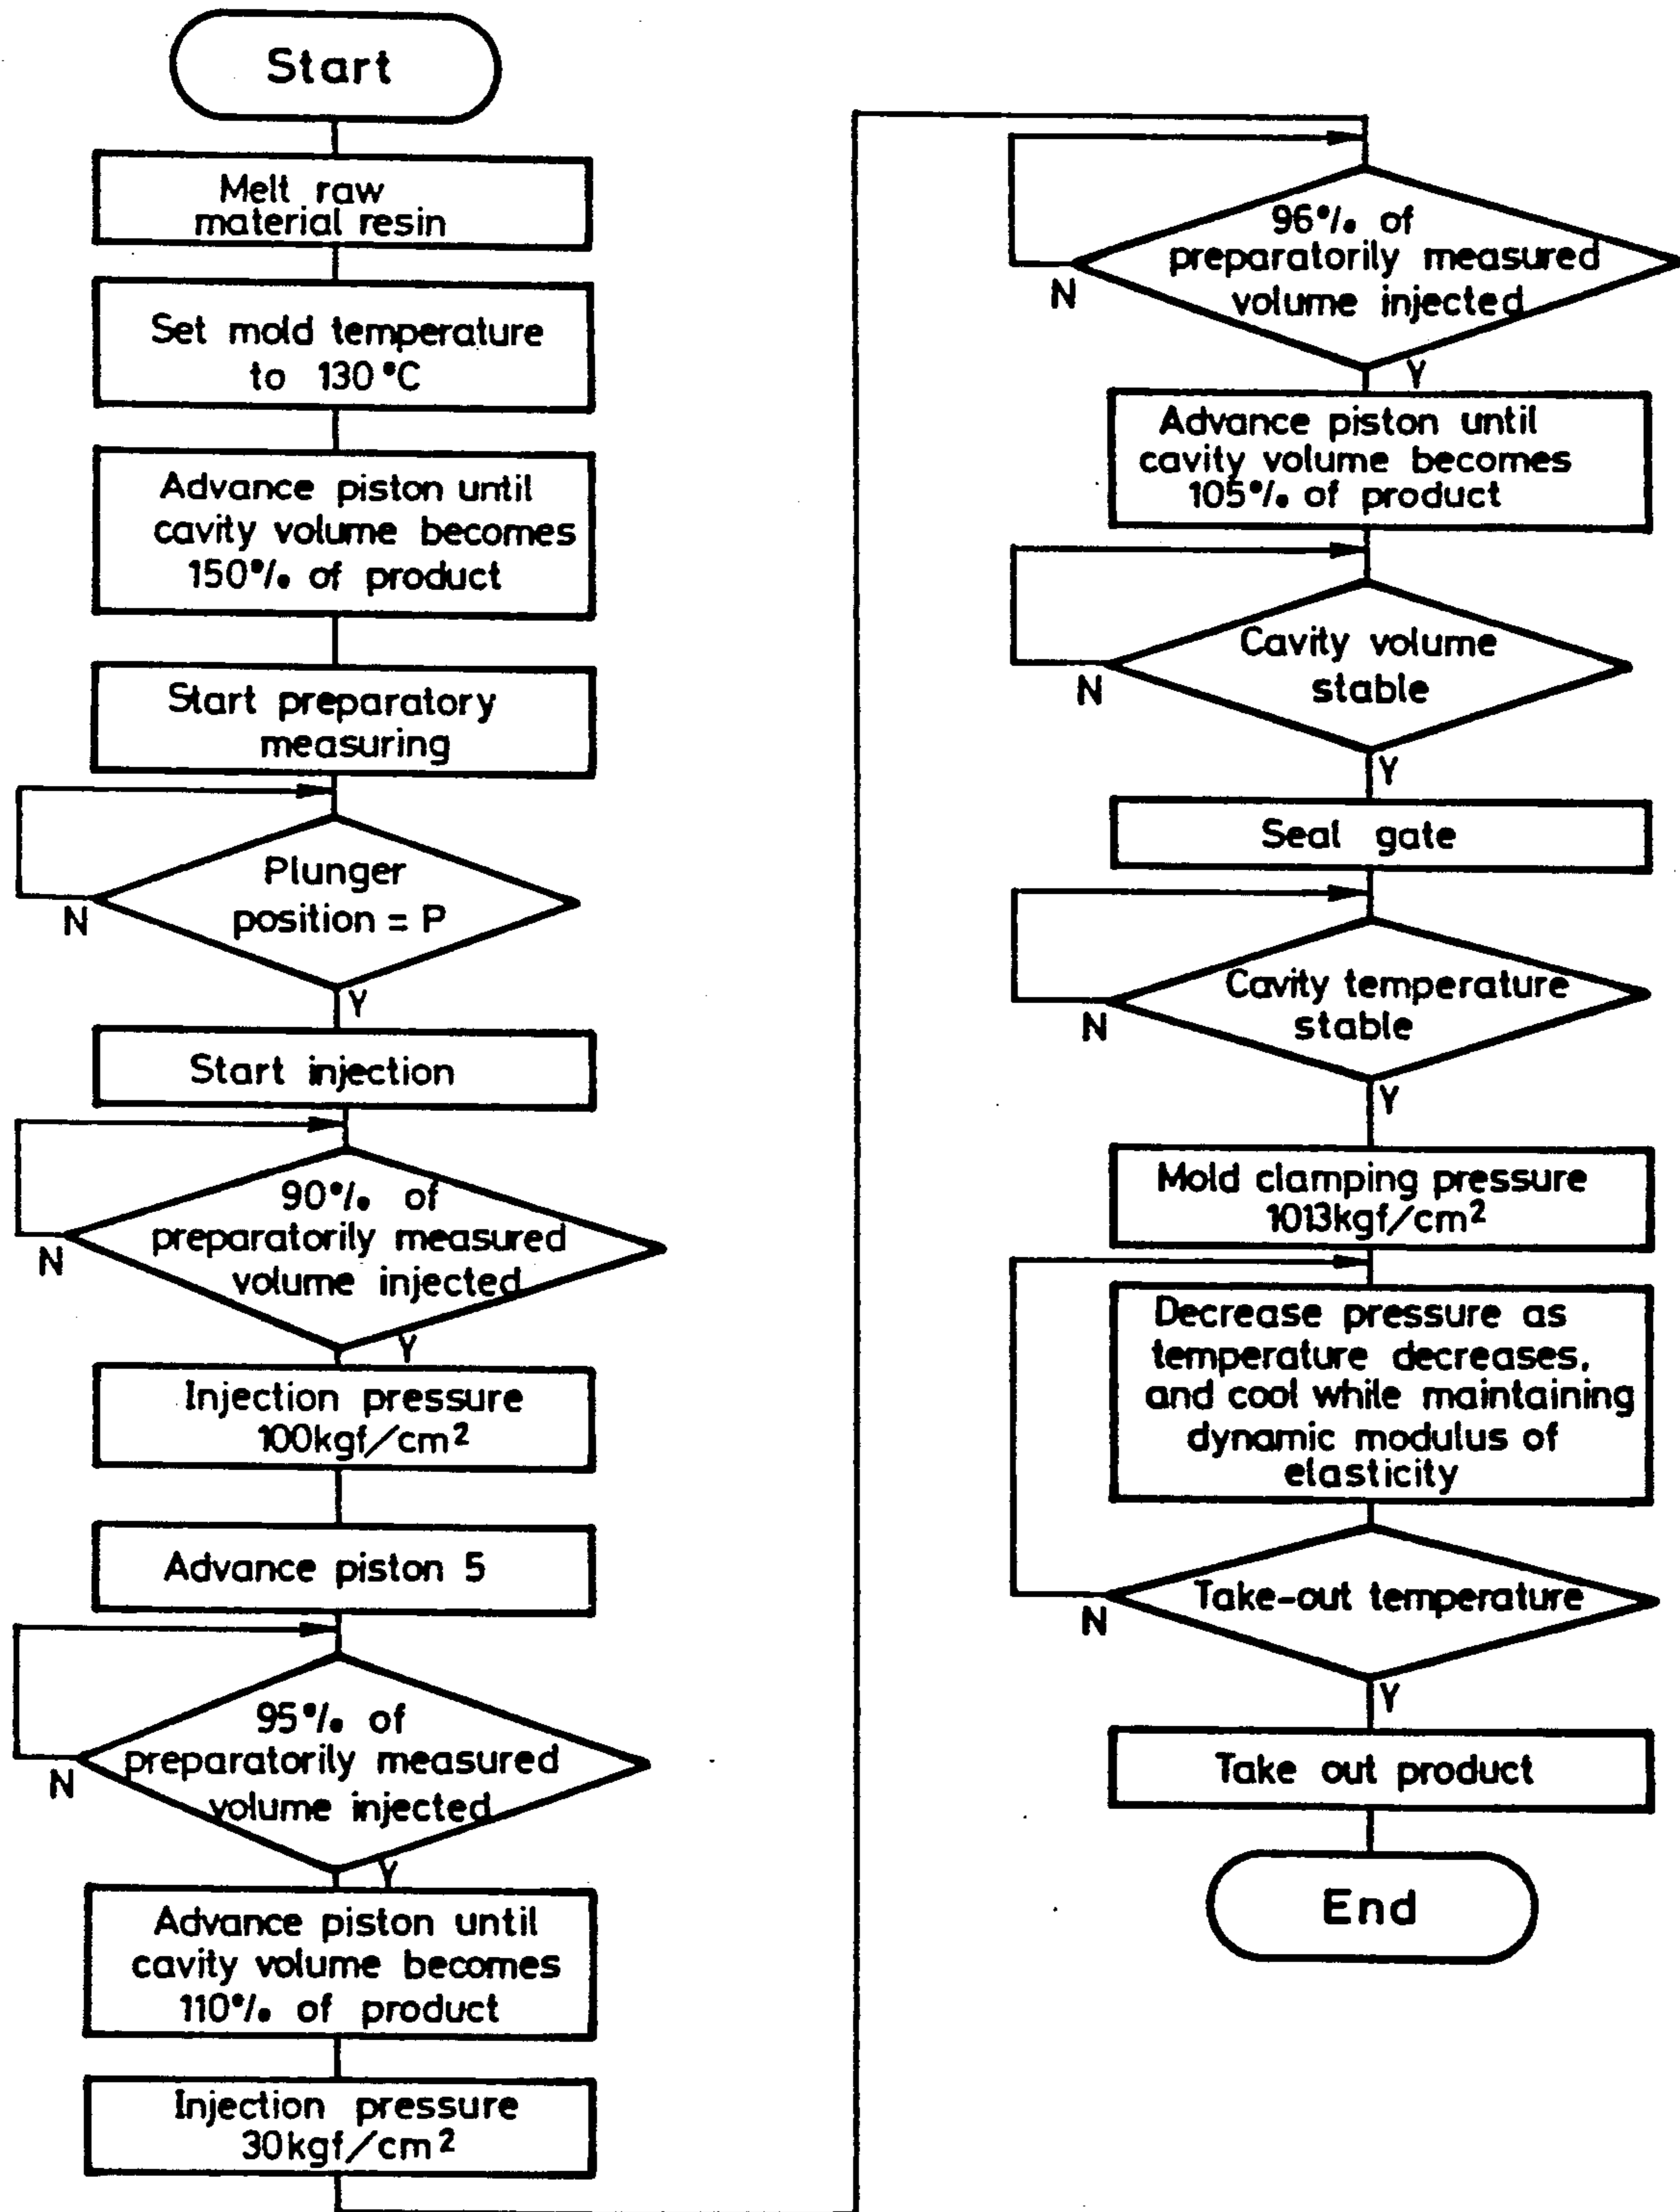 Start
Melt raw
material resin
Set mold temperature
to 130°C
Advance piston until
cavity volume becomes
150% of product
Start preparatory
measuring
Plunger
position = P
N
Y
Start injection
90% of
preparatorily measured
volume injected
N
Y
Injection pressure
100kgf/cm²
Advance piston 5
95% of
preparatorily measured
volume injected
N
Y
Advance piston until
cavity volume becomes
110% of product
Injection pressure
30kgf/cm²
96% of
preparatorily measured
volume injected
N
Y
Advance piston until
cavity volume becomes
105% of product
Cavity volume
stable
N
Y
Seal gate
Cavity temperature
stable
N
Y
Mold clamping pressure
1013kgf/cm²
Decrease pressure as
temperature decreases,
and cool while maintaining
dynamic modulus of
elasticity
Take-out temperature
N
Y
Take out product
End